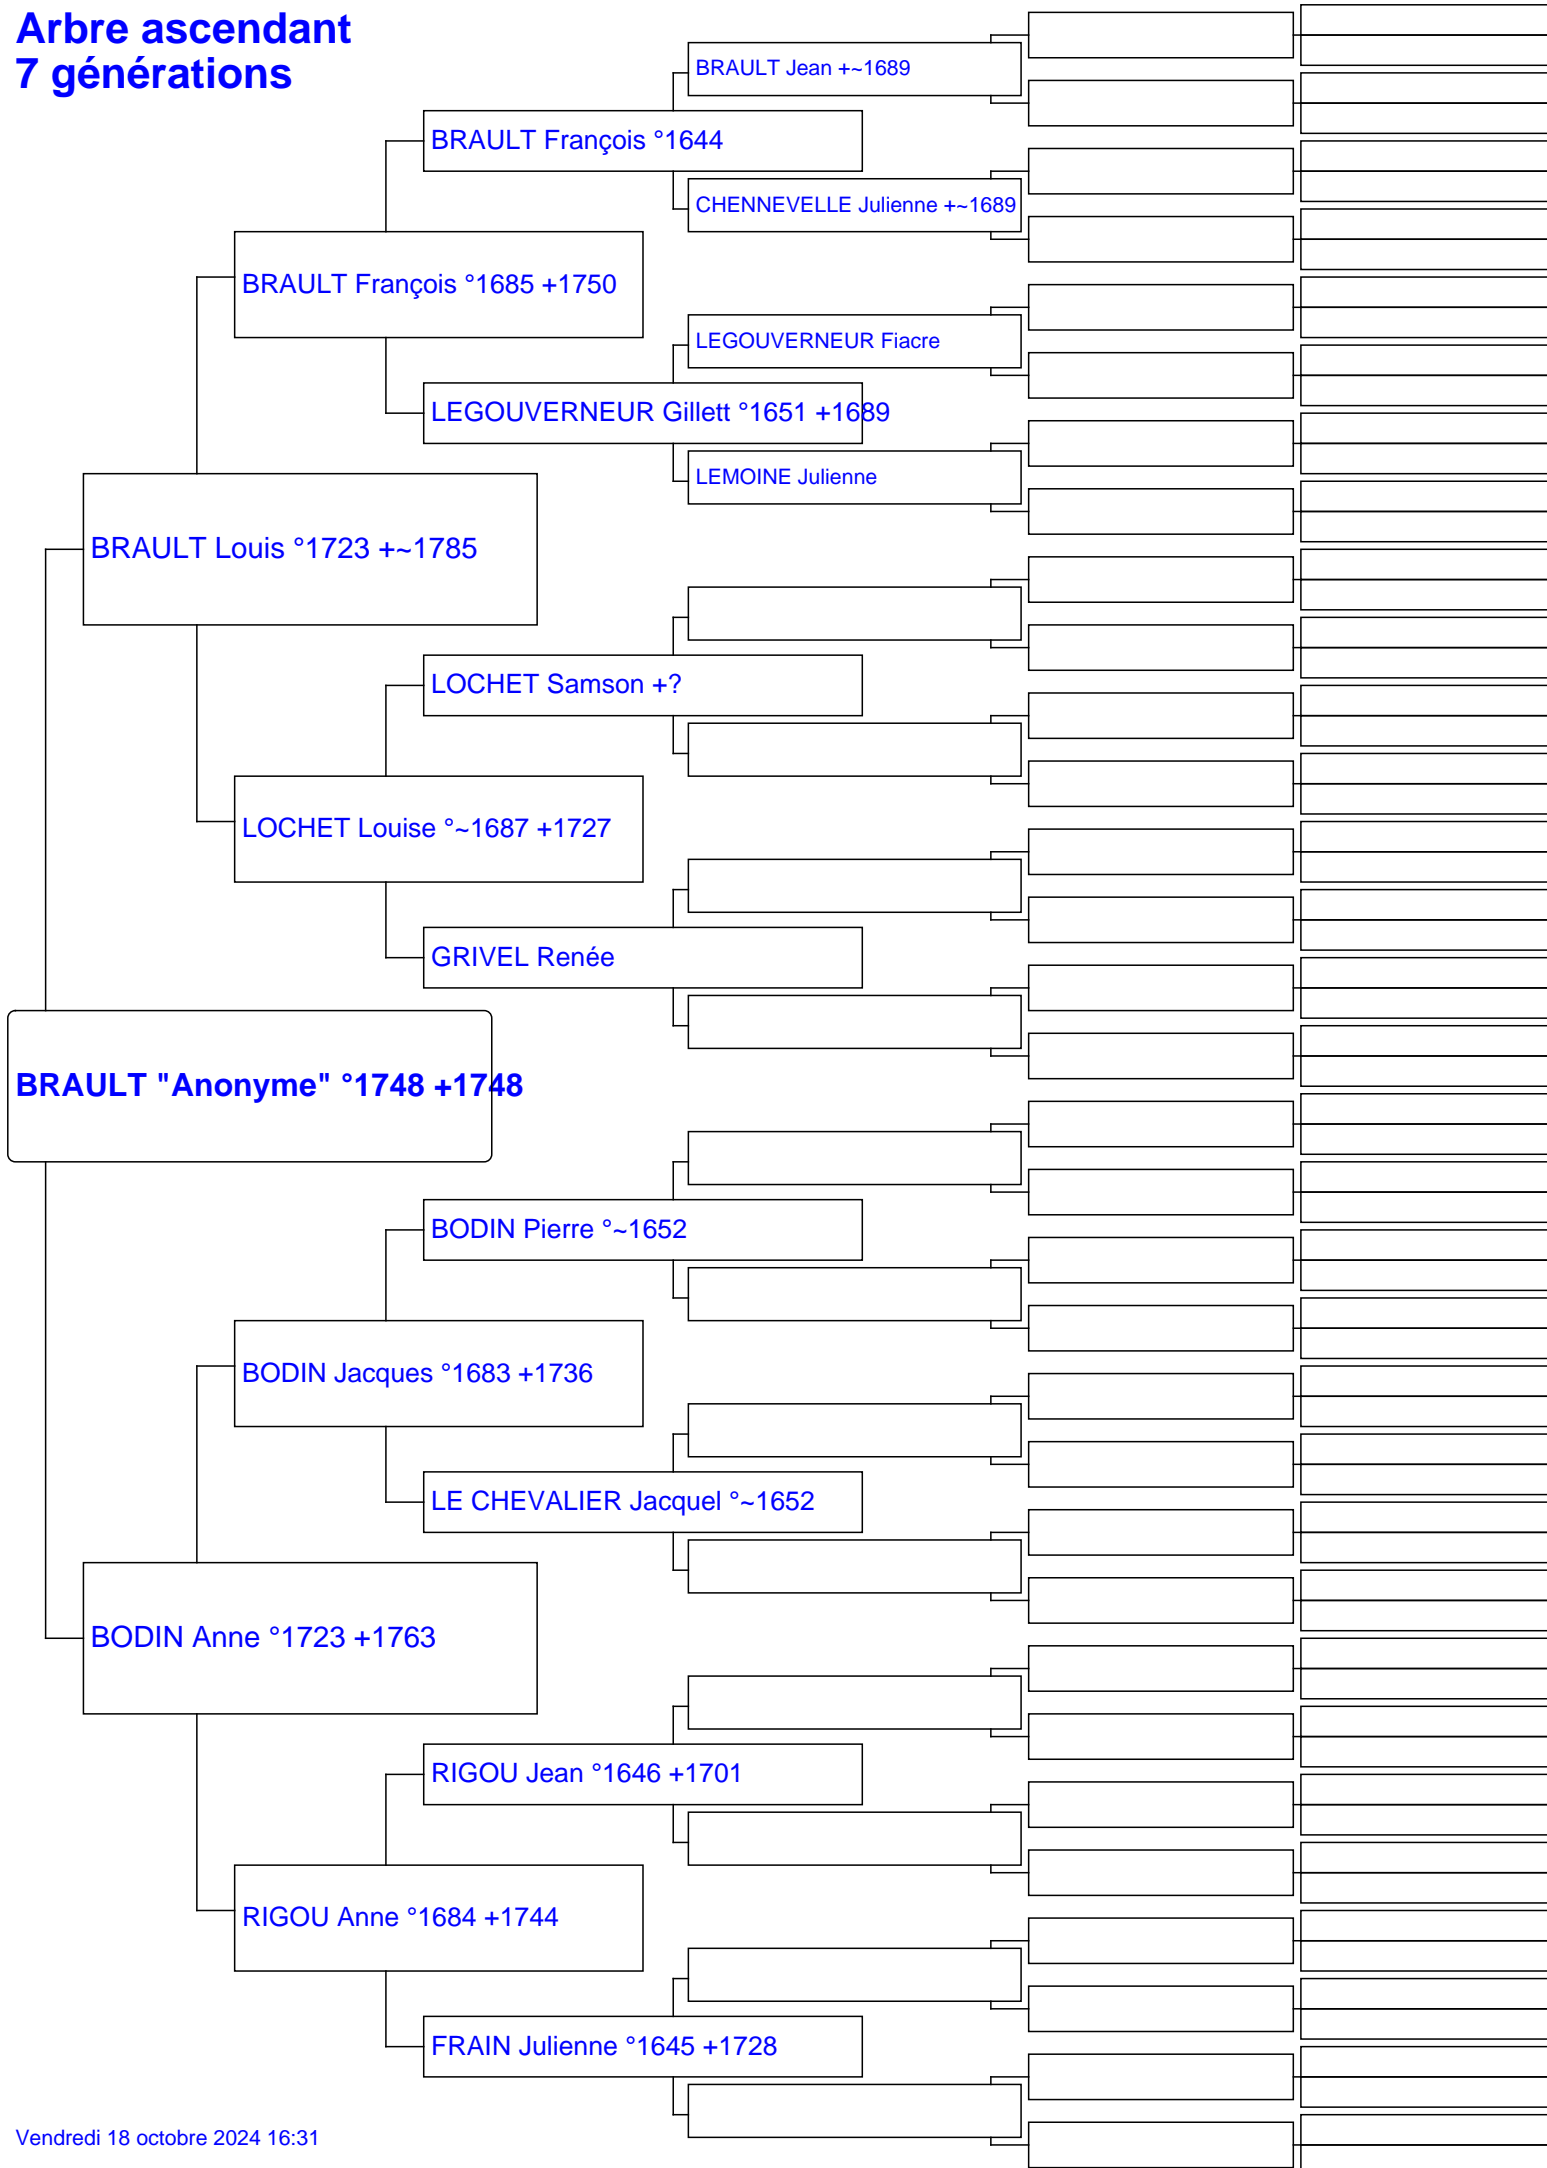 Arbre ascendant
7 générations
BRAULT Jean +~1689
BRAULT François °1644
CHENNEVELLE Julienne +~1689
BRAULT François °1685 +1750
LEGOUVERNEUR Fiacre
LEGOUVERNEUR Gillett °1651 +1689
LEMOINE Julienne
BRAULT Louis °1723 +~1785
LOCHET Samson +?
LOCHET Louise °~1687 +1727
GRIVEL Renée
BRAULT "Anonyme" °1748 +1748
BODIN Pierre °~1652
BODIN Jacques °1683 +1736
LE CHEVALIER Jacquel °~1652
BODIN Anne °1723 +1763
RIGOU Jean °1646 +1701
RIGOU Anne °1684 +1744
FRAIN Julienne °1645 +1728
Vendredi 18 octobre 2024 16:31